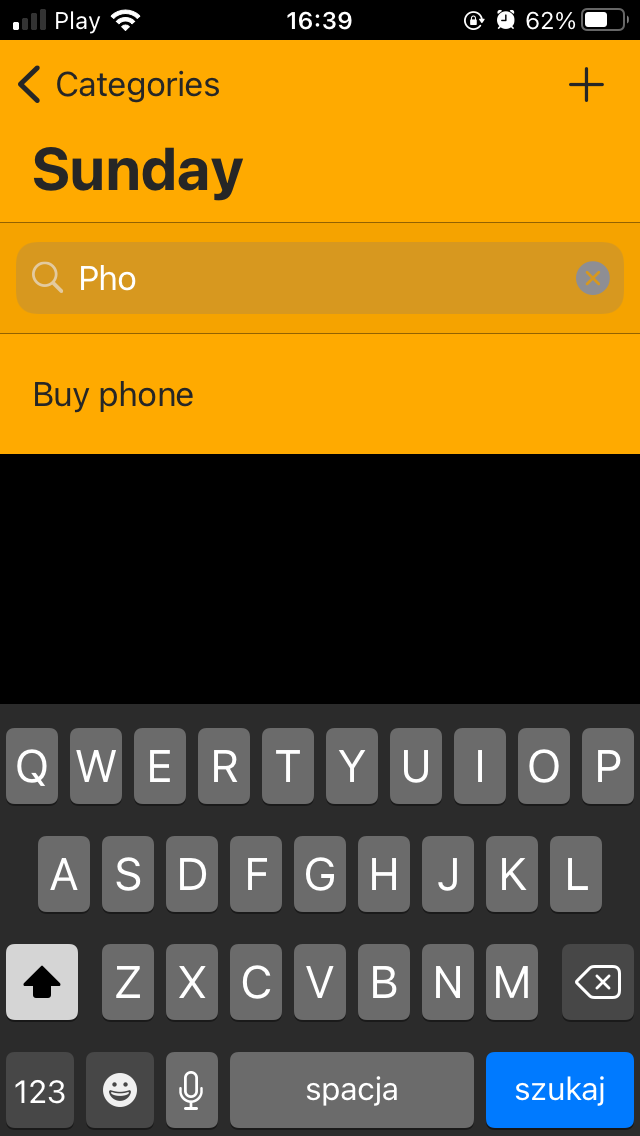 Play 16:39 62%
Categories
Sunday
Pho
Buy phone
Q W E R T Y U I O P
A S D F G H J K L
Z X C V B N M
123 spacja szukaj